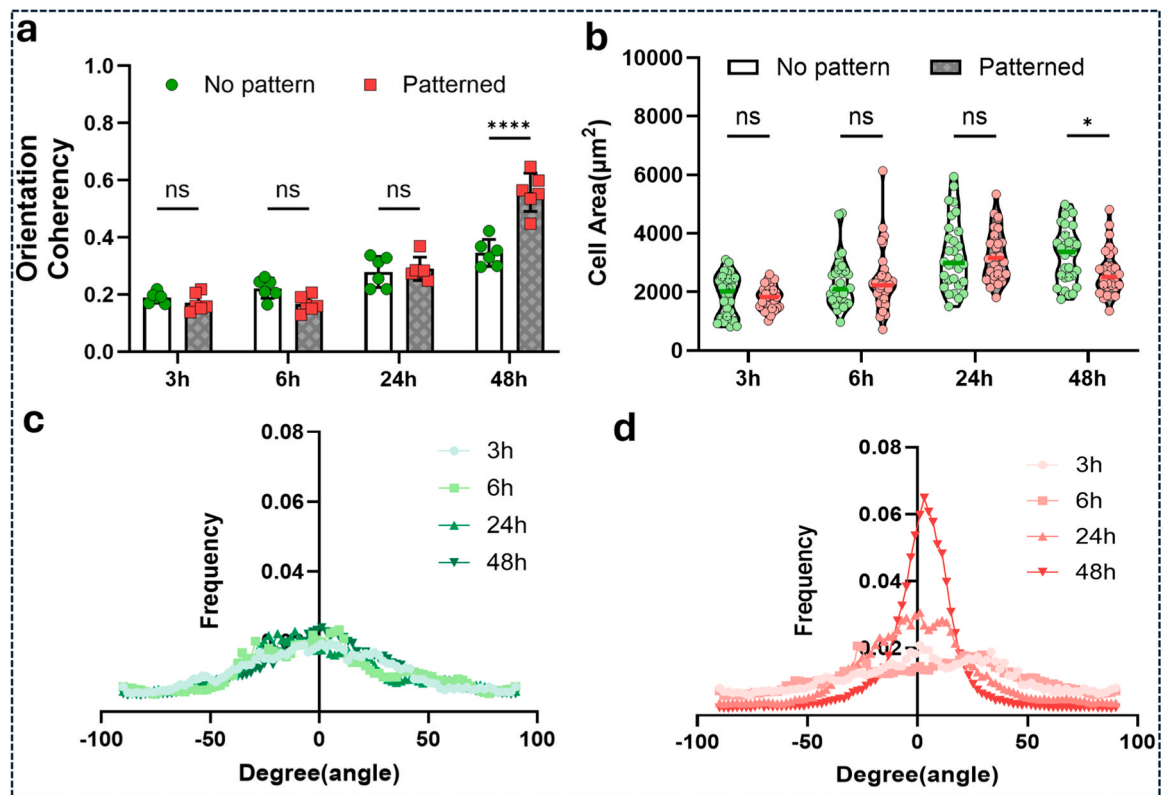 a
Orientation
Coherency
1.0
0.8
0.6
0.4
0.2
0.0
No pattern
Patterned
ns
ns
ns
****
3h
6h
24h
48h
b
Cell Area(μm²)
10000
8000
6000
4000
2000
0
No pattern
Patterned
ns
ns
ns
*
3h
6h
24h
48h
c
Frequency
0.08
0.06
0.04
3h
6h
24h
48h
-100
-50
0
50
100
Degree(angle)
d
Frequency
0.08
0.06
0.04
0.02
3h
6h
24h
48h
-100
-50
0
50
100
Degree(angle)